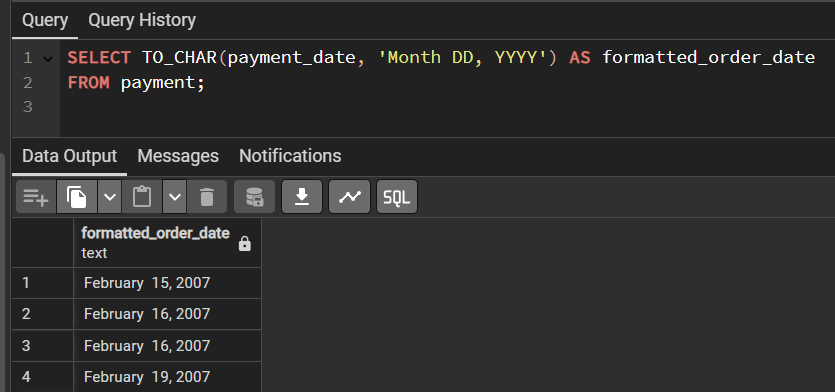 Query Query History
1 SELECT TO_CHAR(payment_date, 'Month DD, YYYY') AS formatted_order_date
2 FROM payment;
3
Data Output Messages Notifications
SQL
formatted_order_date
text
1 February  15, 2007
2 February  16, 2007
3 February  16, 2007
4 February  19, 2007